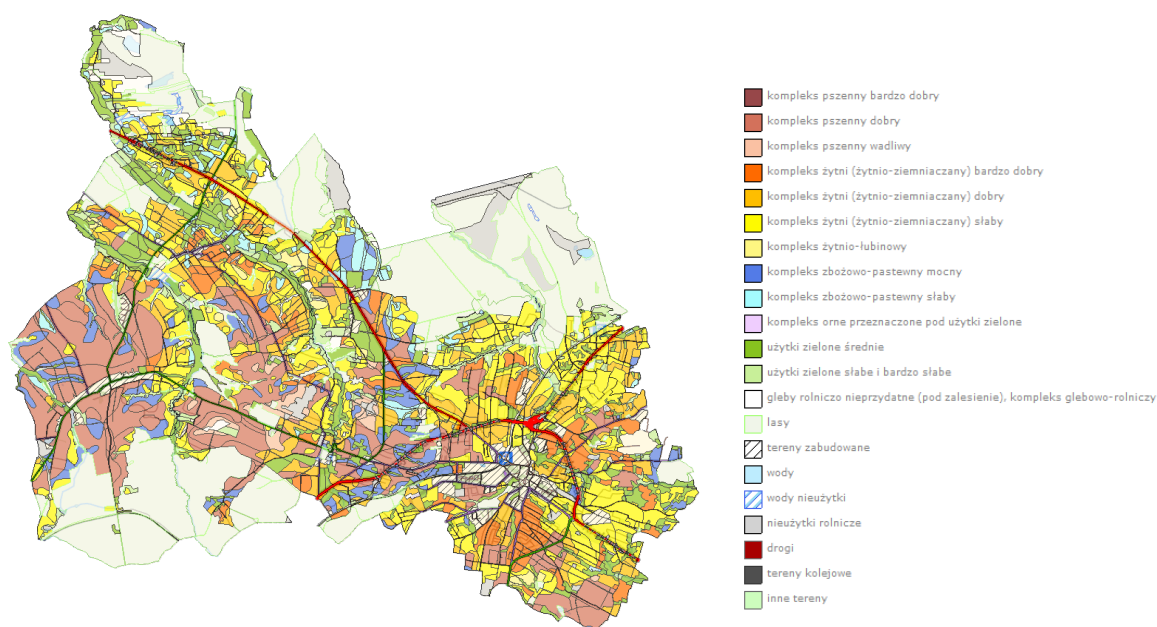 kompleks pszenny bardzo dobry
kompleks pszenny dobry
kompleks pszenny wadliwy
kompleks żytni (żytnio-ziemniaczany) bardzo dobry
kompleks żytni (żytnio-ziemniaczany) dobry
kompleks żytni (żytnio-ziemniaczany) słaby
kompleks żytnio-łubinowy
kompleks zbożowo-pastewny mocny
kompleks zbożowo-pastewny słaby
kompleks orne przeznaczone pod użytki zielone
użytki zielone średnie
użytki zielone słabe i bardzo słabe
gleby rolniczo nieprzydatne (pod zalesienie), kompleks glebowo-rolniczy
lasy
tereny zabudowane
wody
wody nieużytki
nieużytki rolnicze
drogi
tereny kolejowe
inne tereny